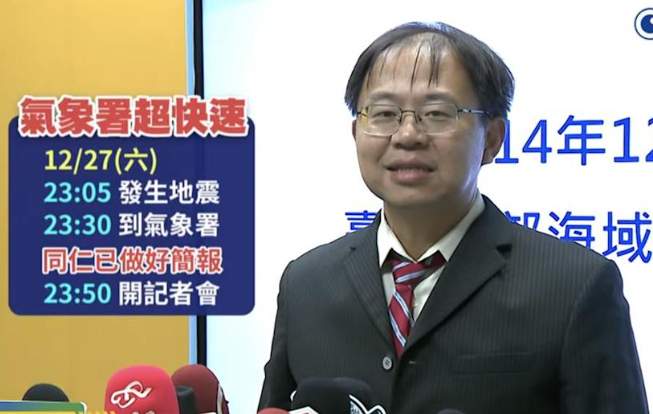 氣象署超快速
12/27(六)
23:05 發生地震
23:30 到氣象署
同仁已做好簡報
23:50 開記者會
14年12
部海域